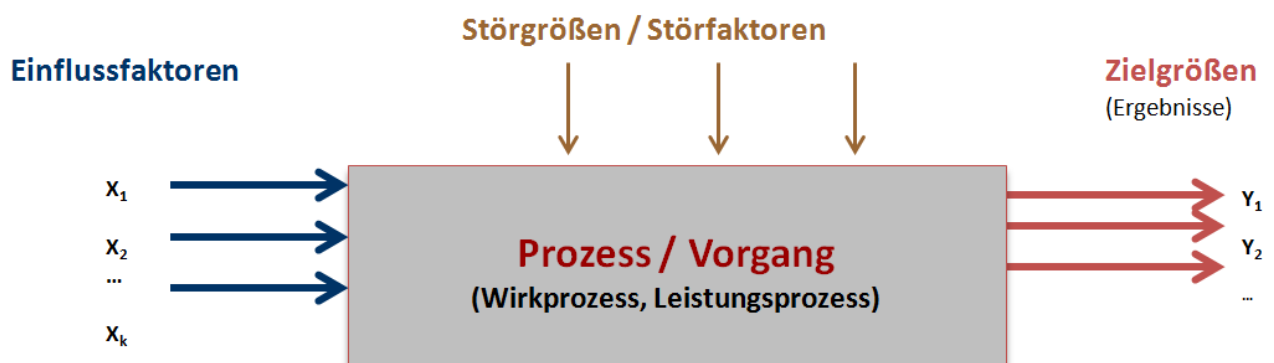 Störgrößen / Störfaktoren
Einflussfaktoren
Zielgrößen
(Ergebnisse)
X1
X2
...
Xk
Prozess / Vorgang
(Wirkprozess, Leistungsprozess)
Y1
Y2
...